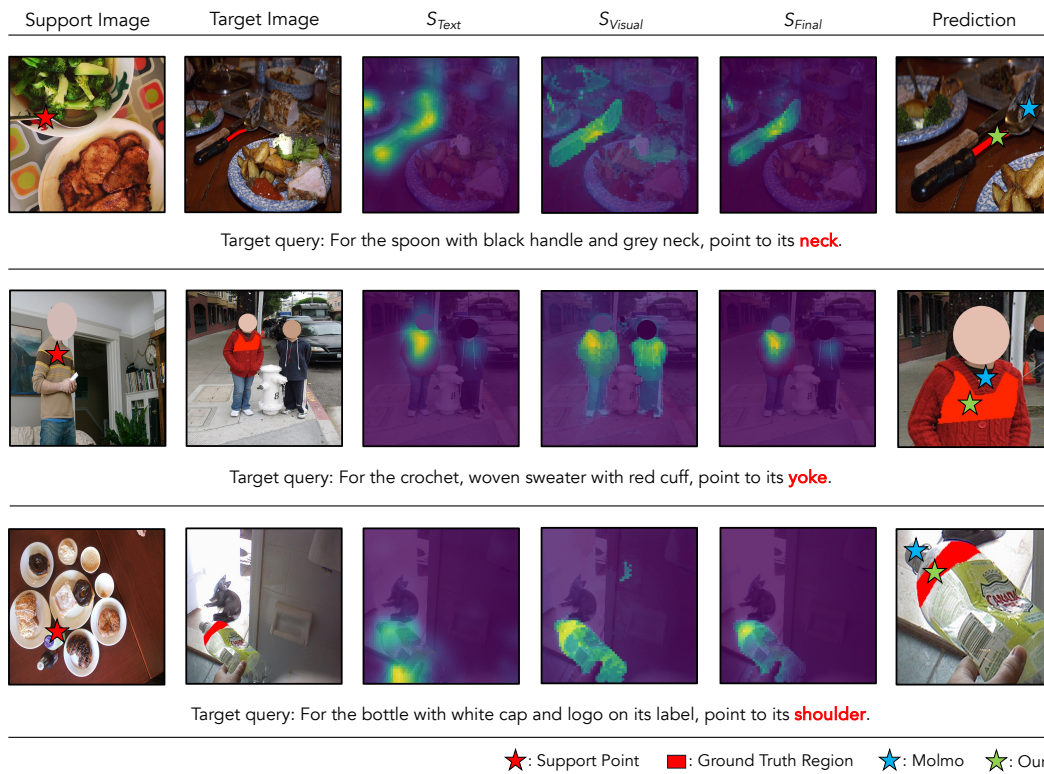 Support Image Target Image S_Text S_Visual S_Final Prediction
Target query: For the spoon with black handle and grey neck, point to its neck.
Target query: For the crochet, woven sweater with red cuff, point to its yoke.
Target query: For the bottle with white cap and logo on its label, point to its shoulder.
: Support Point : Ground Truth Region : Molmo : Our